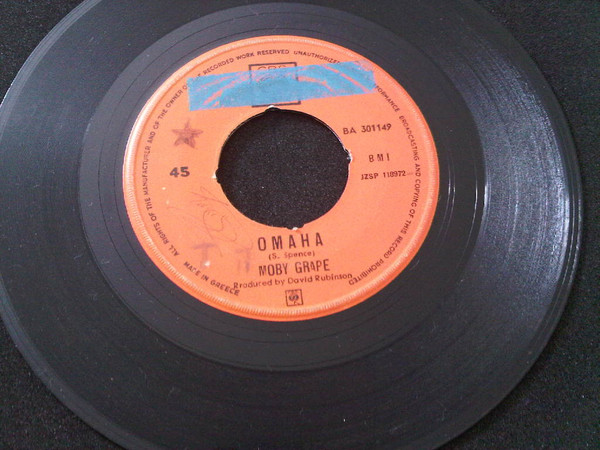 ALL RIGHTS OF THE MANUFACTURER AND OF THE OWNER OF THE RECORDED WORK RESERVED UNAUTHORIZED PERFORMANCE BROADCASTING AND COPYING OF THIS RECORD PROHIBITED
CBS
BA 301149
45
BMI
JZSP 118972
OMAHA
(S. Spence)
MOBY GRAPE
Produced by David Rubinson
MADE IN GREECE